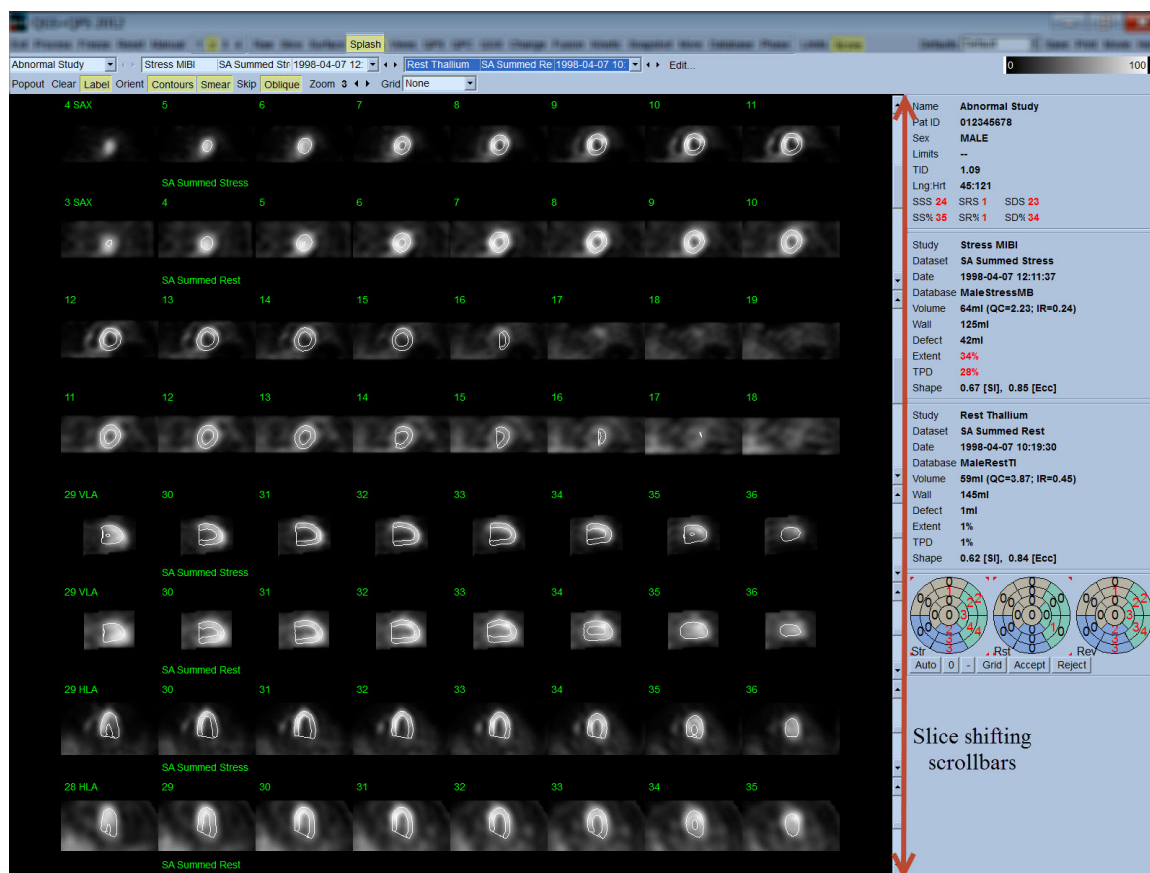 QGS+QPS 2012
Splash
Abnormal Study Stress MIBI SA Summed Str 1998-04-07 12: Rest Thallium SA Summed Re 1998-04-07 10: Edit... 0 100
Popout Clear Label Orient Contours Smear Skip Oblique Zoom 3 Grid None
4 SAX 5 6 7 8 9 10 11
SA Summed Stress
3 SAX 4 5 6 7 8 9 10
SA Summed Rest
12 13 14 15 16 17 18 19
11 12 13 14 15 16 17 18
29 VLA 30 31 32 33 34 35 36
SA Summed Stress
29 VLA 30 31 32 33 34 35 36
SA Summed Rest
29 HLA 30 31 32 33 34 35 36
SA Summed Stress
28 HLA 29 30 31 32 33 34 35
SA Summed Rest
Name Abnormal Study
Pat ID 012345678
Sex MALE
Limits --
TID 1.09
Lng:Hrt 45:121
SSS 24 SRS 1 SDS 23
SS% 35 SR% 1 SD% 34
Study Stress MIBI
Dataset SA Summed Stress
Date 1998-04-07 12:11:37
Database MaleStressMB
Volume 64ml (QC=2.23; IR=0.24)
Wall 125ml
Defect 42ml
Extent 34%
TPD 28%
Shape 0.67 [SI], 0.85 [Ecc]
Study Rest Thallium
Dataset SA Summed Rest
Date 1998-04-07 10:19:30
Database MaleRestTl
Volume 59ml (QC=3.87; IR=0.45)
Wall 145ml
Defect 1ml
Extent 1%
TPD 1%
Shape 0.62 [SI], 0.84 [Ecc]
Str Rst Rev
Auto 0 - Grid Accept Reject
Slice shifting
scrollbars